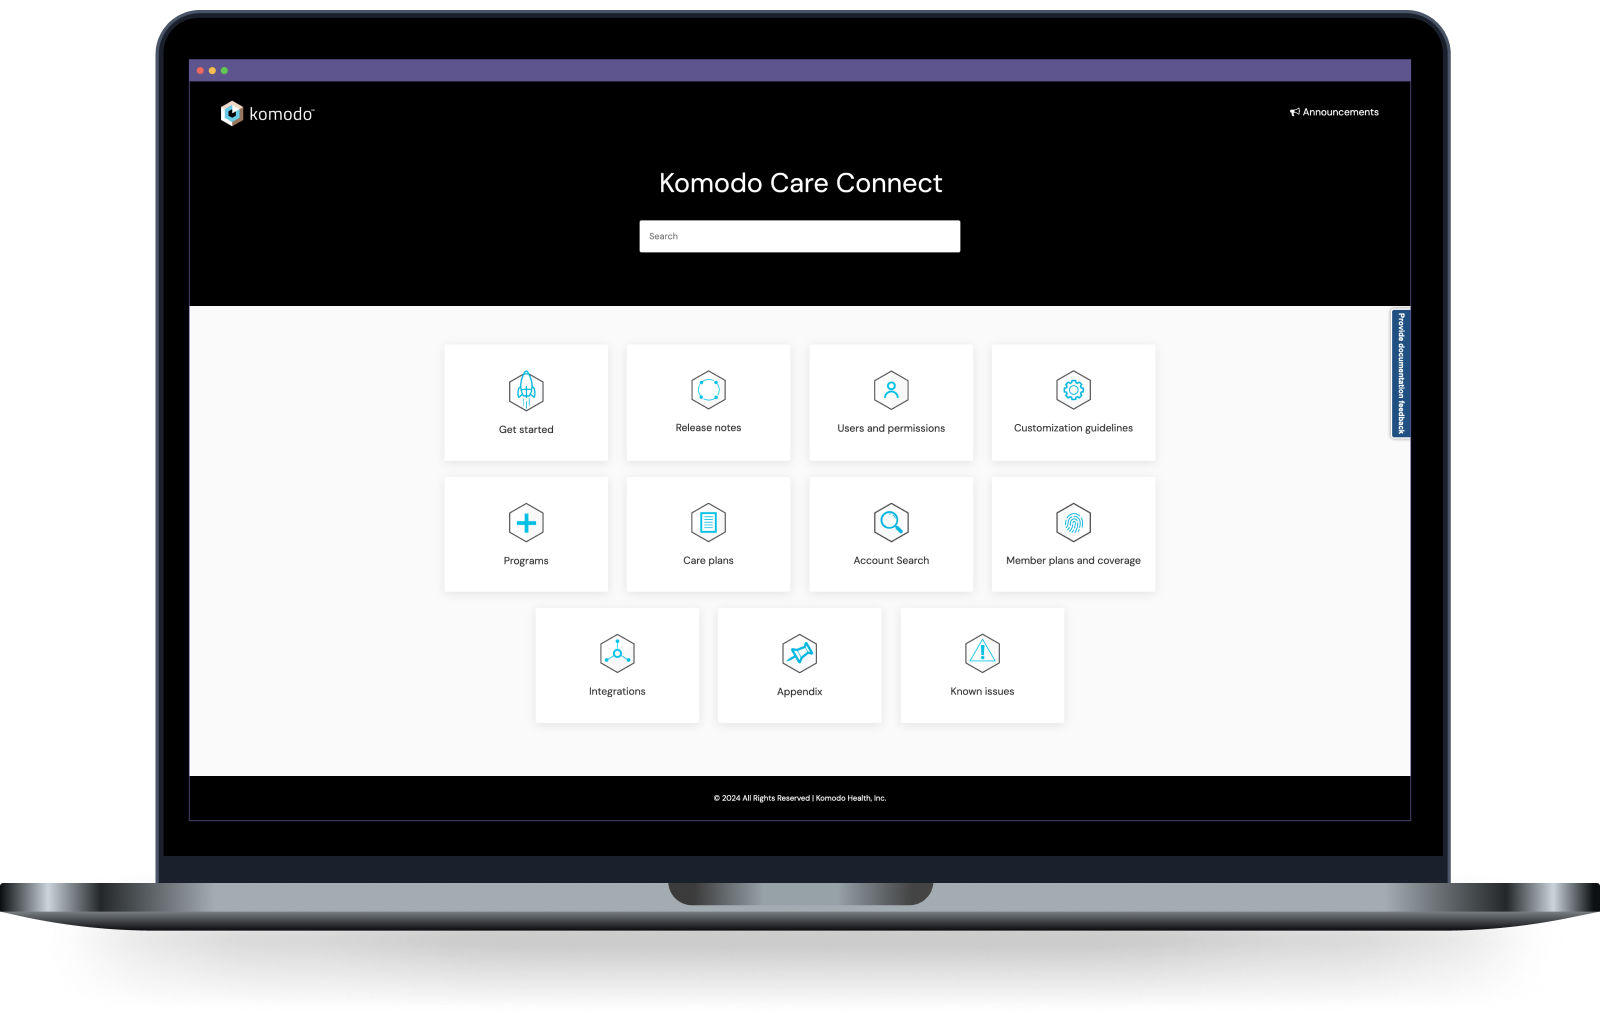 komodo™
Announcements
Komodo Care Connect
Search
Provide documentation feedback
Get started
Release notes
Users and permissions
Customization guidelines
Programs
Care plans
Account Search
Member plans and coverage
Integrations
Appendix
Known issues
© 2024 All Rights Reserved | Komodo Health, Inc.